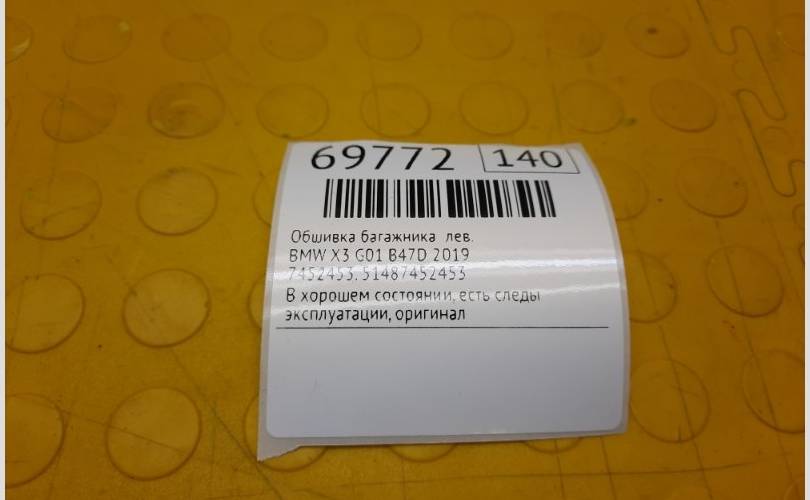 69772 140
Обшивка багажника лев.
BMW X3 G01 B47D 2019
7452453. 51487452453
В хорошем состоянии, есть следы
эксплуатации, оригинал